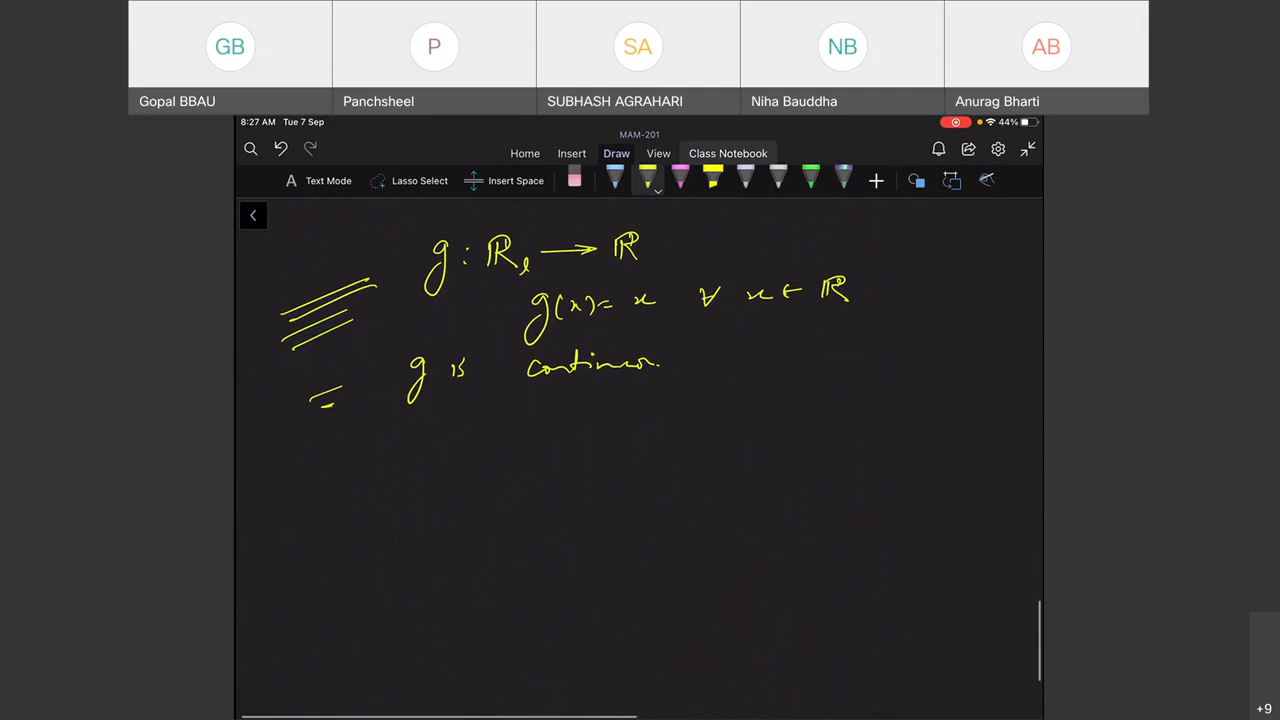 GB P SA NB AB
Gopal BBAU Panchsheel SUBHASH AGRAHARI Niha Bauddha Anurag Bharti
8:27 AM Tue 7 Sep 44%
MAM-201
Home Insert Draw View Class Notebook
A Text Mode Lasso Select Insert Space
g : ℝₗ → ℝ
g(x) = x ∀ x ∈ ℝ
g is continuo
+9